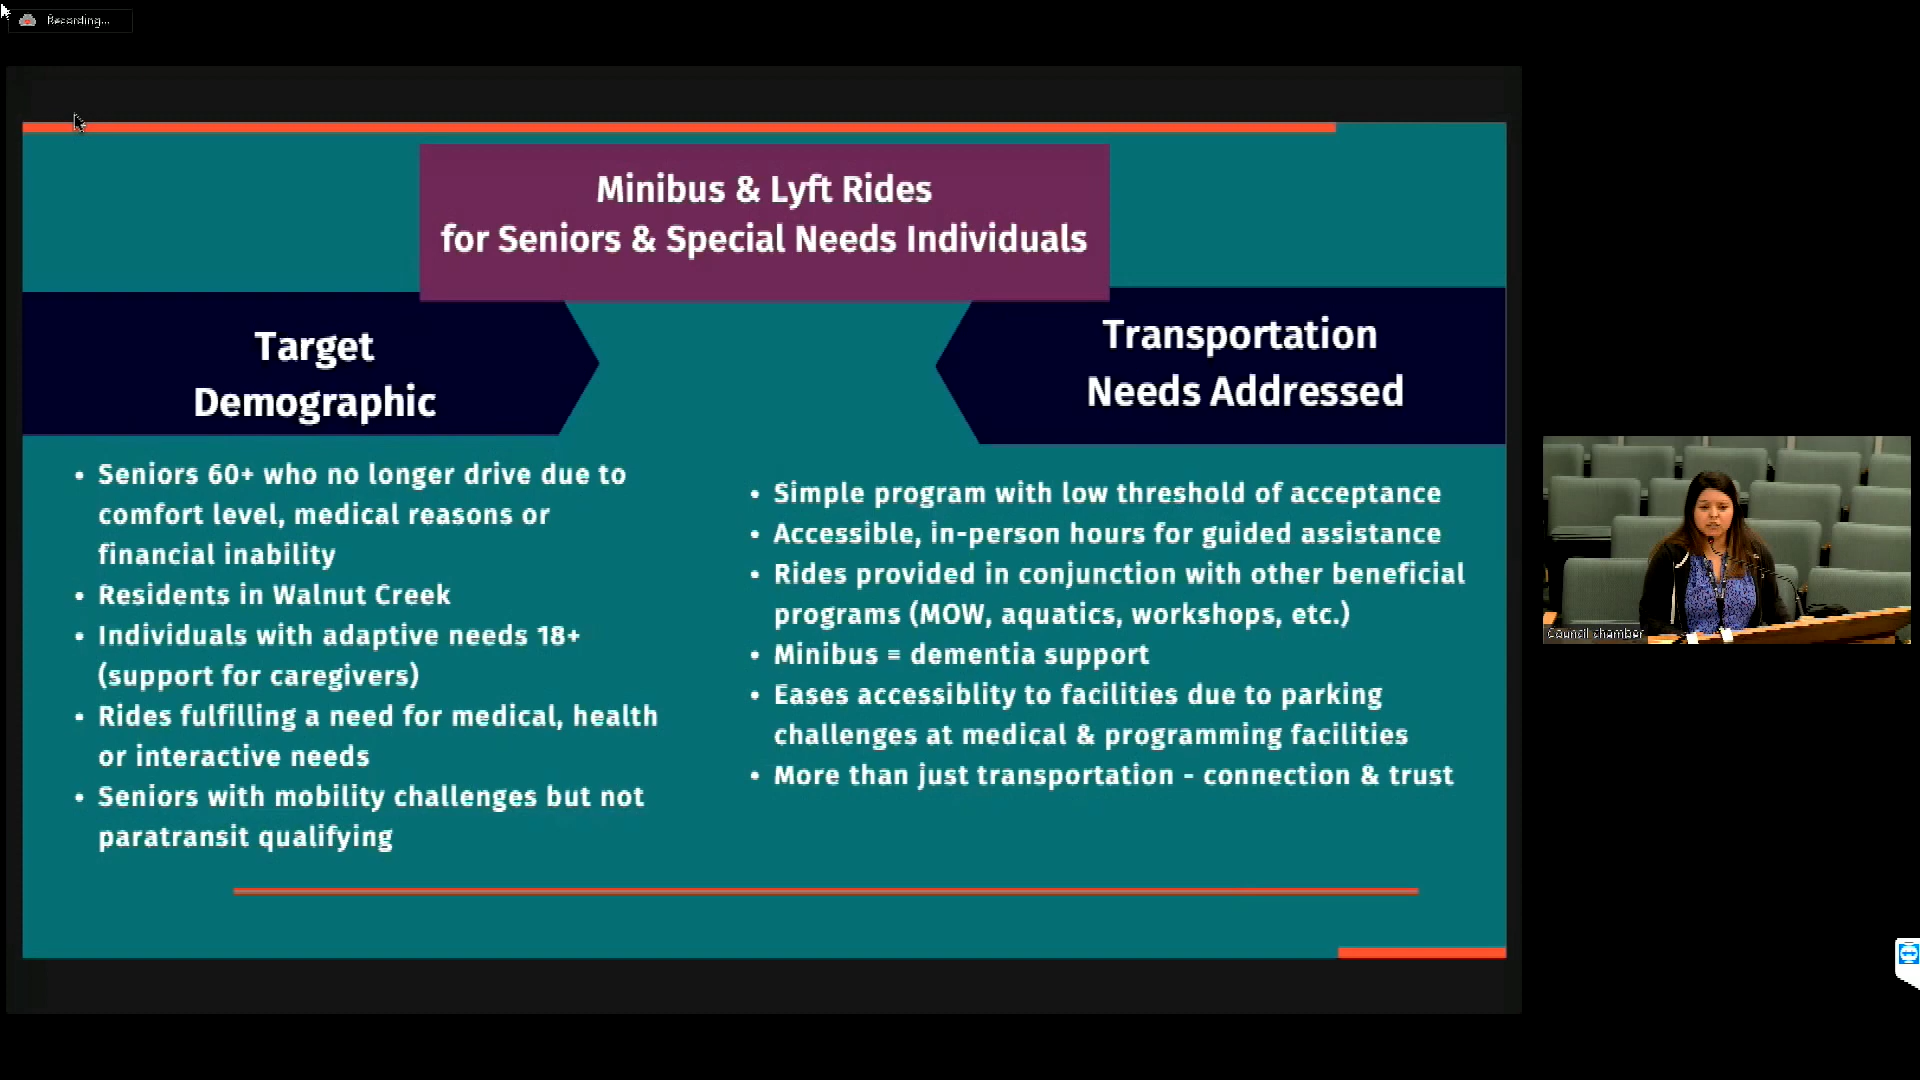 Recording...
Minibus & Lyft Rides
for Seniors & Special Needs Individuals
Target
Demographic
• Seniors 60+ who no longer drive due to
comfort level, medical reasons or
financial inability
• Residents in Walnut Creek
• Individuals with adaptive needs 18+
(support for caregivers)
• Rides fulfilling a need for medical, health
or interactive needs
• Seniors with mobility challenges but not
paratransit qualifying
Transportation
Needs Addressed
• Simple program with low threshold of acceptance
• Accessible, in-person hours for guided assistance
• Rides provided in conjunction with other beneficial
programs (MOW, aquatics, workshops, etc.)
• Minibus = dementia support
• Eases accessiblity to facilities due to parking
challenges at medical & programming facilities
• More than just transportation - connection & trust
Council chamber